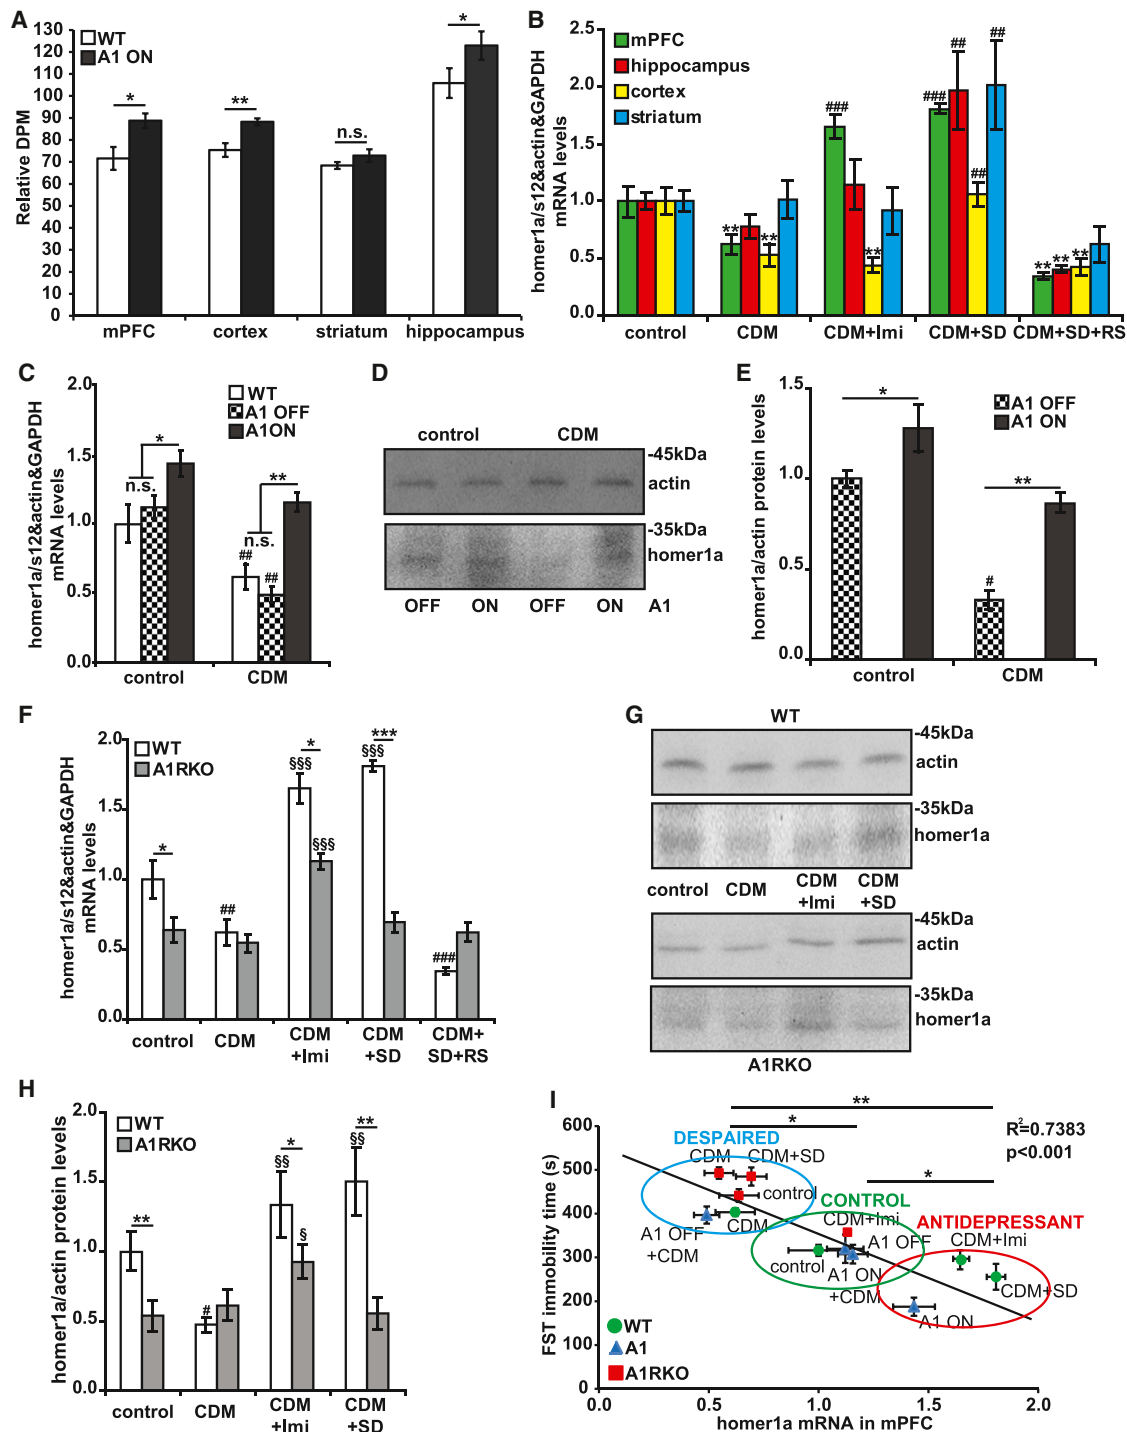 A
WT
A1 ON
Relative DPM
130
120
110
100
90
80
70
60
50
40
30
20
10
0
*
**
n.s.
*
mPFC
cortex
striatum
hippocampus
B
homer1a/s12&actin&GAPDH
mRNA levels
mPFC
hippocampus
cortex
striatum
2.5
2.0
1.5
1.0
0.5
0.0
**
**
###
**
###
##
##
##
**
**
**
control
CDM
CDM+Imi
CDM+SD
CDM+SD+RS
C
homer1a/s12&actin&GAPDH
mRNA levels
2.0
1.5
1.0
0.5
0.0
WT
A1 OFF
A1ON
*
n.s.
**
n.s.
##
##
control
CDM
D
control
CDM
-45kDa
actin
-35kDa
homer1a
OFF
ON
OFF
ON
A1
E
homer1a/actin protein levels
1.5
1.0
0.5
0.0
A1 OFF
A1 ON
*
**
#
control
CDM
F
homer1a/s12&actin&GAPDH
mRNA levels
2.0
1.5
1.0
0.5
0.0
WT
A1RKO
*
##
*
§§§
§§§
***
§§§
###
control
CDM
CDM
+Imi
CDM
+SD
CDM+
SD+RS
G
WT
-45kDa
actin
-35kDa
homer1a
control
CDM
CDM
+Imi
CDM
+SD
-45kDa
actin
-35kDa
homer1a
A1RKO
H
homer1a/actin protein levels
2.0
1.5
1.0
0.5
0.0
WT
A1RKO
**
#
*
§§
§
**
§§
control
CDM
CDM
+Imi
CDM
+SD
I
FST immobility time (s)
600
500
400
300
200
100
0
**
*
*
R²=0.7383
p<0.001
DESPAIRED
CDM
CDM+SD
control
CDM
A1 OFF
+CDM
CONTROL
CDM+Imi
A1 OFF
control
A1 ON
+CDM
ANTIDEPRESSANT
CDM+Imi
CDM+SD
A1 ON
WT
A1
A1RKO
0.0
0.5
1.0
1.5
2.0
homer1a mRNA in mPFC